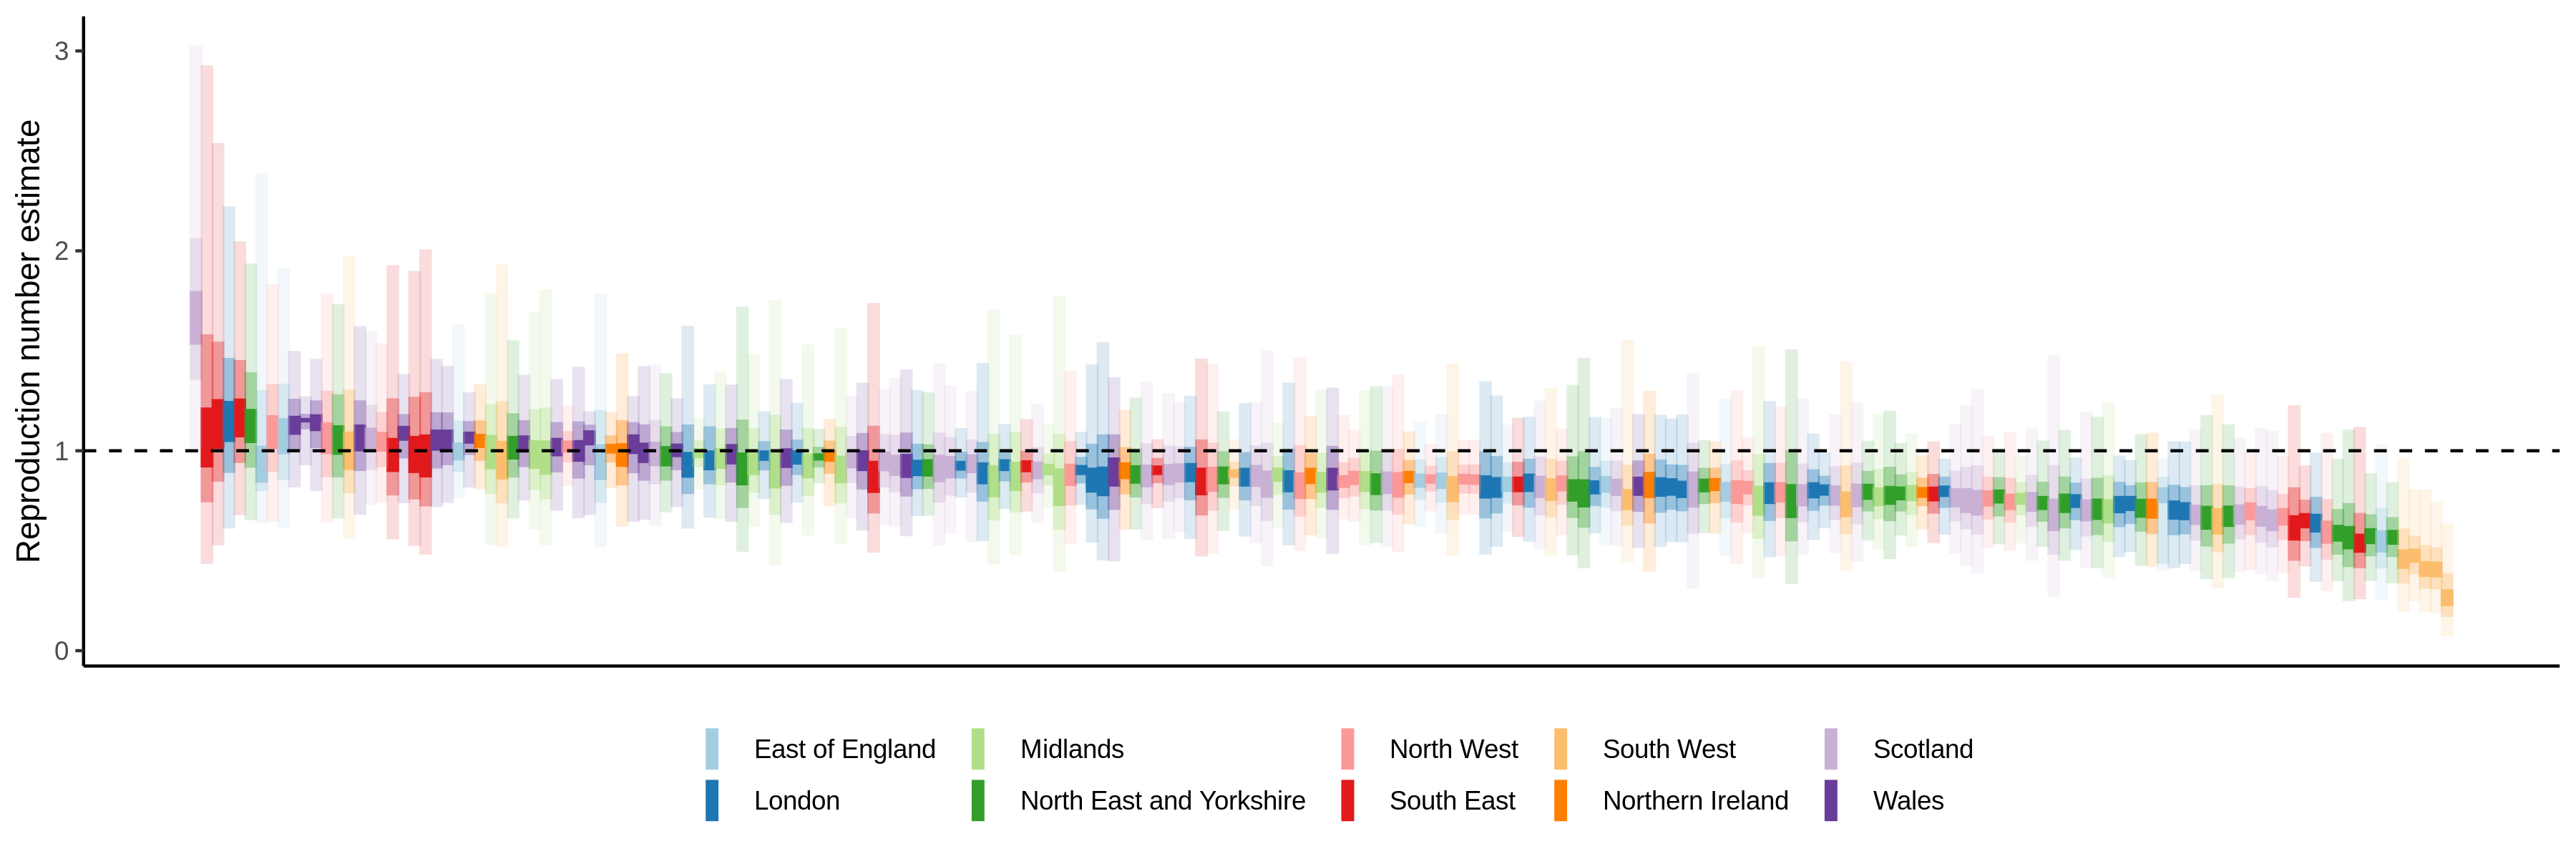 Reproduction number estimate
3
2
1
0
East of England Midlands North West South West Scotland
London North East and Yorkshire South East Northern Ireland Wales